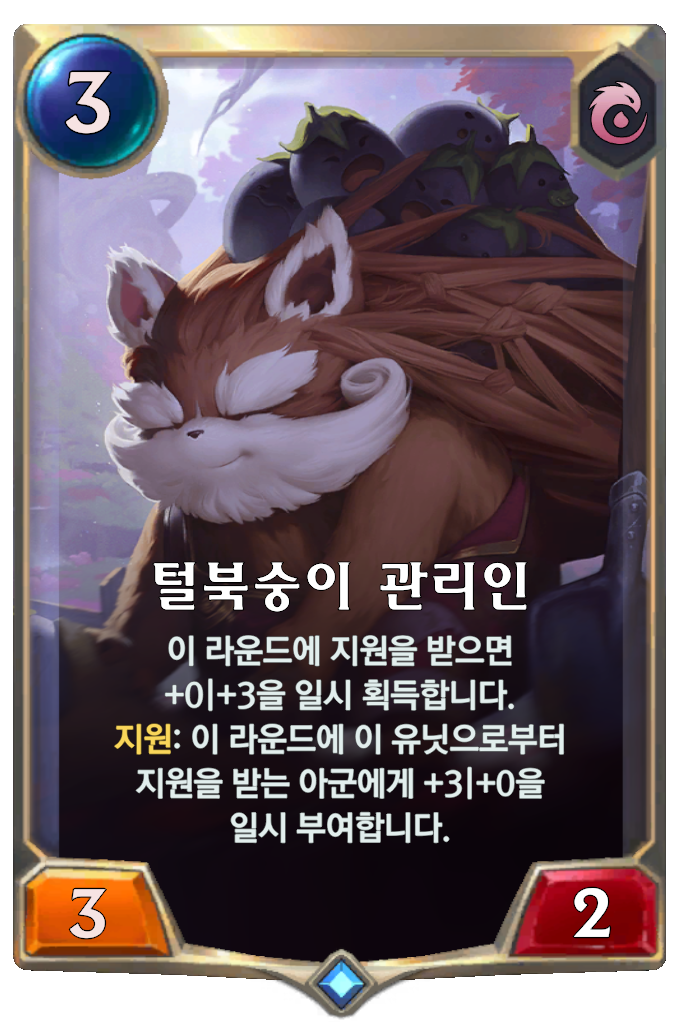 3
털북숭이 관리인
이 라운드에 지원을 받으면
+0|+3을 일시 획득합니다.
지원: 이 라운드에 이 유닛으로부터
지원을 받는 아군에게 +3|+0을
일시 부여합니다.
3
2